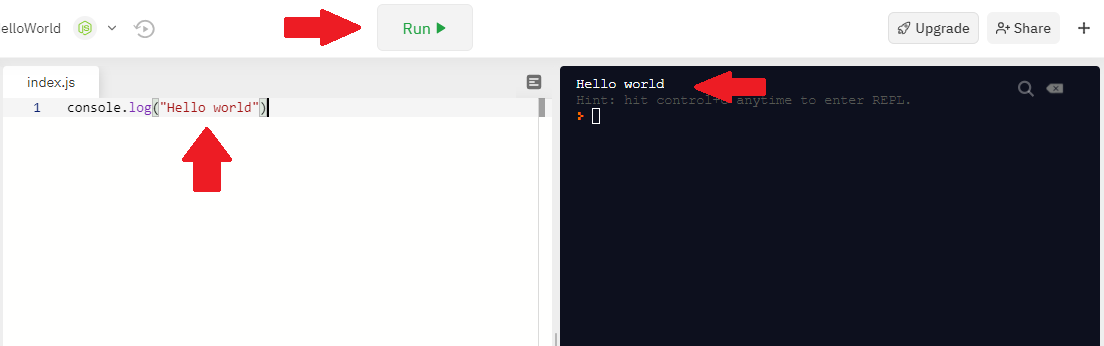 elloWorld
Run
Upgrade
Share
index.js
1 console.log("Hello world")
Hello world
Hint: hit control+c anytime to enter REPL.